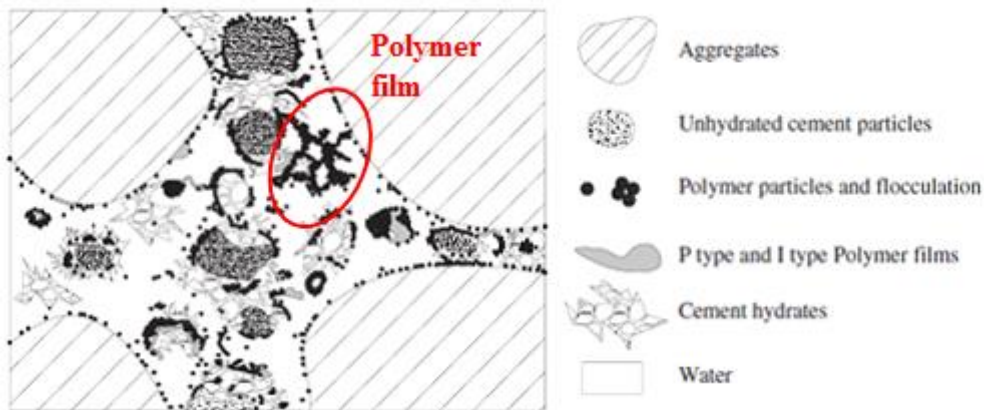 Polymer
film
Aggregates
Unhydrated cement particles
Polymer particles and flocculation
P type and I type Polymer films
Cement hydrates
Water